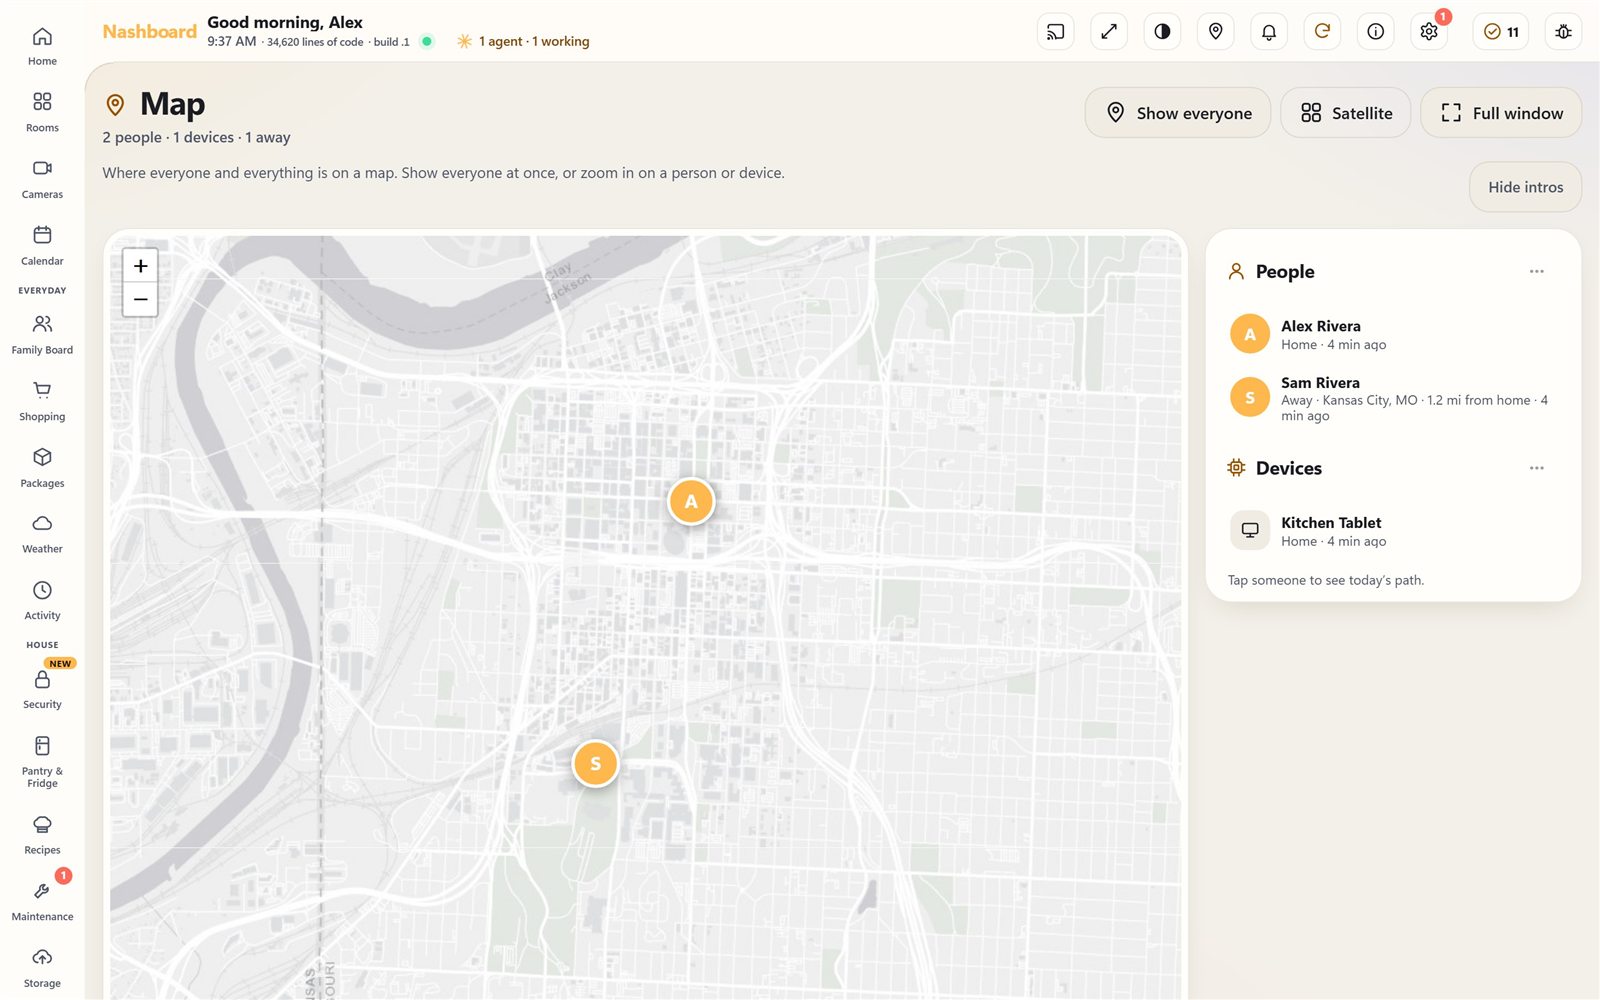 Nashboard
Good morning, Alex
9:37 AM · 34,620 lines of code · build .1
1 agent · 1 working
1
11
Home
Rooms
Cameras
Calendar
EVERYDAY
Family Board
Shopping
Packages
Weather
Activity
HOUSE
NEW
Security
Pantry &
Fridge
Recipes
1
Maintenance
Storage
Map
2 people · 1 devices · 1 away
Where everyone and everything is on a map. Show everyone at once, or zoom in on a person or device.
Show everyone
Satellite
Full window
Hide intros
+
−
Clay
Jackson
A
S
People
A
Alex Rivera
Home · 4 min ago
S
Sam Rivera
Away · Kansas City, MO · 1.2 mi from home · 4
min ago
Devices
Kitchen Tablet
Home · 4 min ago
Tap someone to see today’s path.